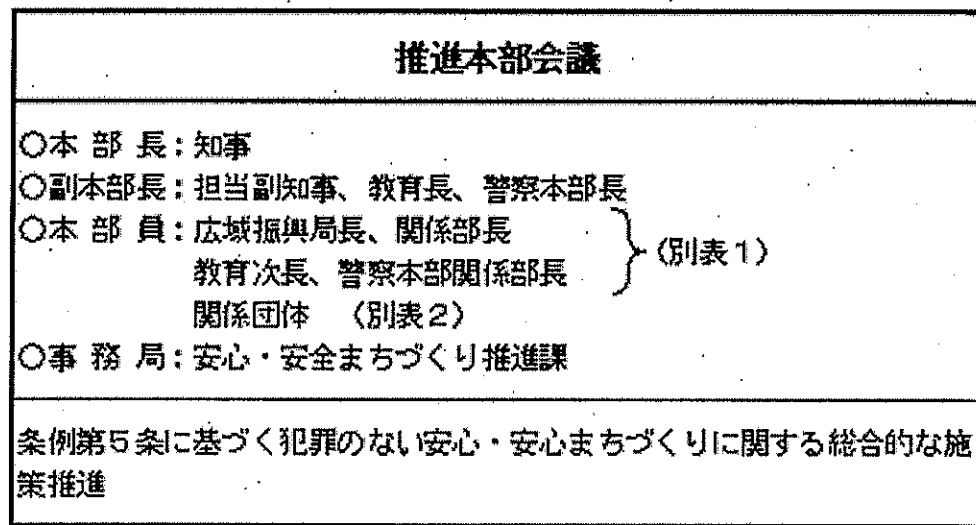 推進本部会議
○本 部 長：知事
○副本部長：担当副知事、教育長、警察本部長
○本 部 員：広域振興局長、関係部長
教育次長、警察本部関係部長
（別表１）
関係団体　（別表２）
○事 務 局：安心・安全まちづくり推進課
条例第５条に基づく犯罪のない安心・安心まちづくりに関する総合的な施
策推進